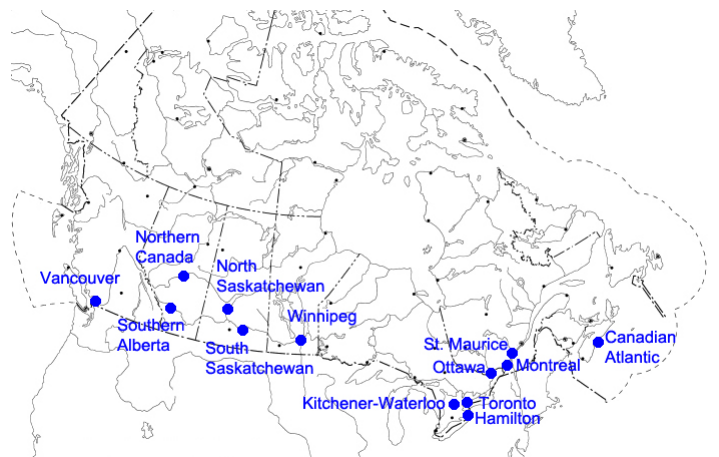 Northern
Canada
North
Saskatchewan
Vancouver
Winnipeg
Southern
Alberta
South
Saskatchewan
Canadian
Atlantic
St. Maurice
Ottawa
Montreal
Kitchener-Waterloo
Toronto
Hamilton